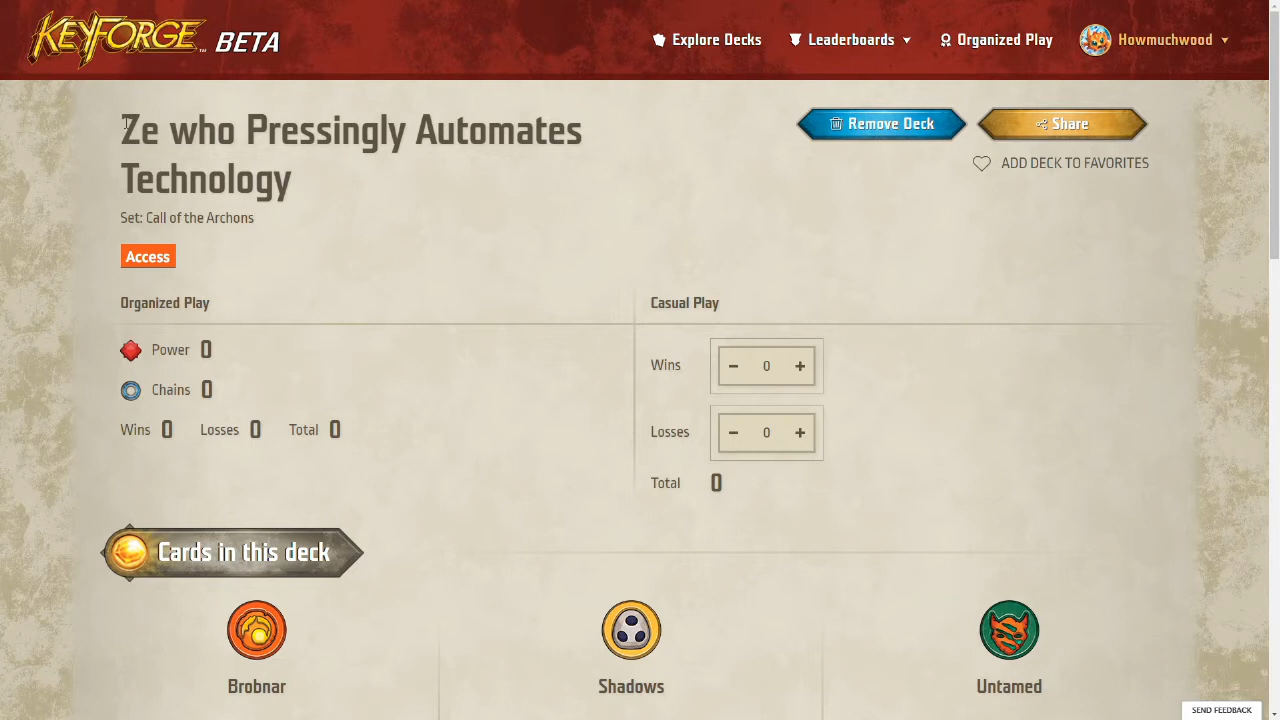 KEYFORGE BETA
Explore Decks
Leaderboards
Organized Play
Howmuchwood
Ze who Pressingly Automates
Technology
Remove Deck
Share
ADD DECK TO FAVORITES
Set: Call of the Archons
Access
Organized Play
Power 0
Chains 0
Wins 0 Losses 0 Total 0
Casual Play
Wins − 0 +
Losses − 0 +
Total 0
Cards in this deck
Brobnar
Shadows
Untamed
SEND FEEDBACK